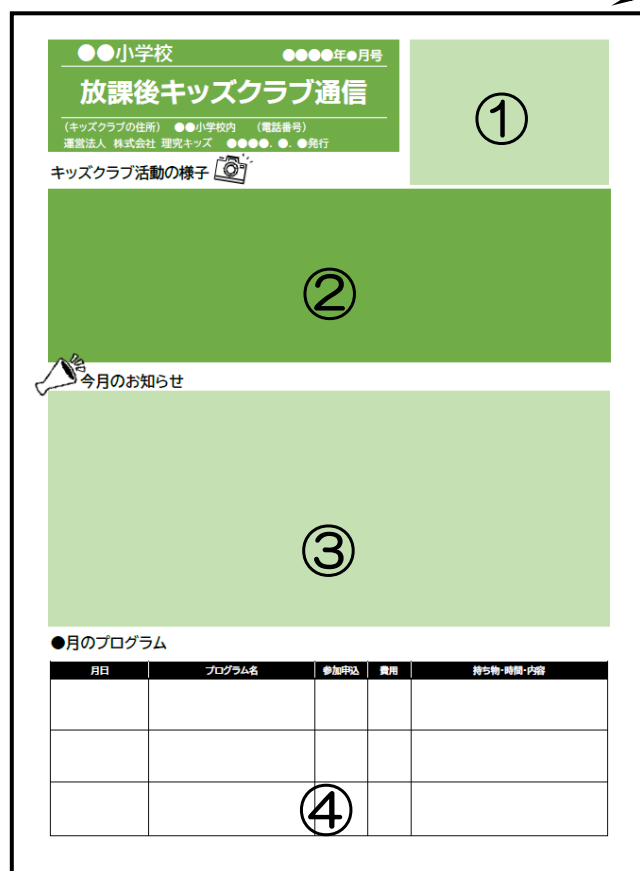 ●●小学校 ●●●●年●月号
放課後キッズクラブ通信
（キッズクラブの住所） ●●小学校内 （電話番号）
運営法人 株式会社 理究キッズ ●●●●. ●. ●発行
①
キッズクラブ活動の様子
②
今月のお知らせ
③
●月のプログラム
月日 プログラム名 参加申込 費用 持ち物・時間・内容
④